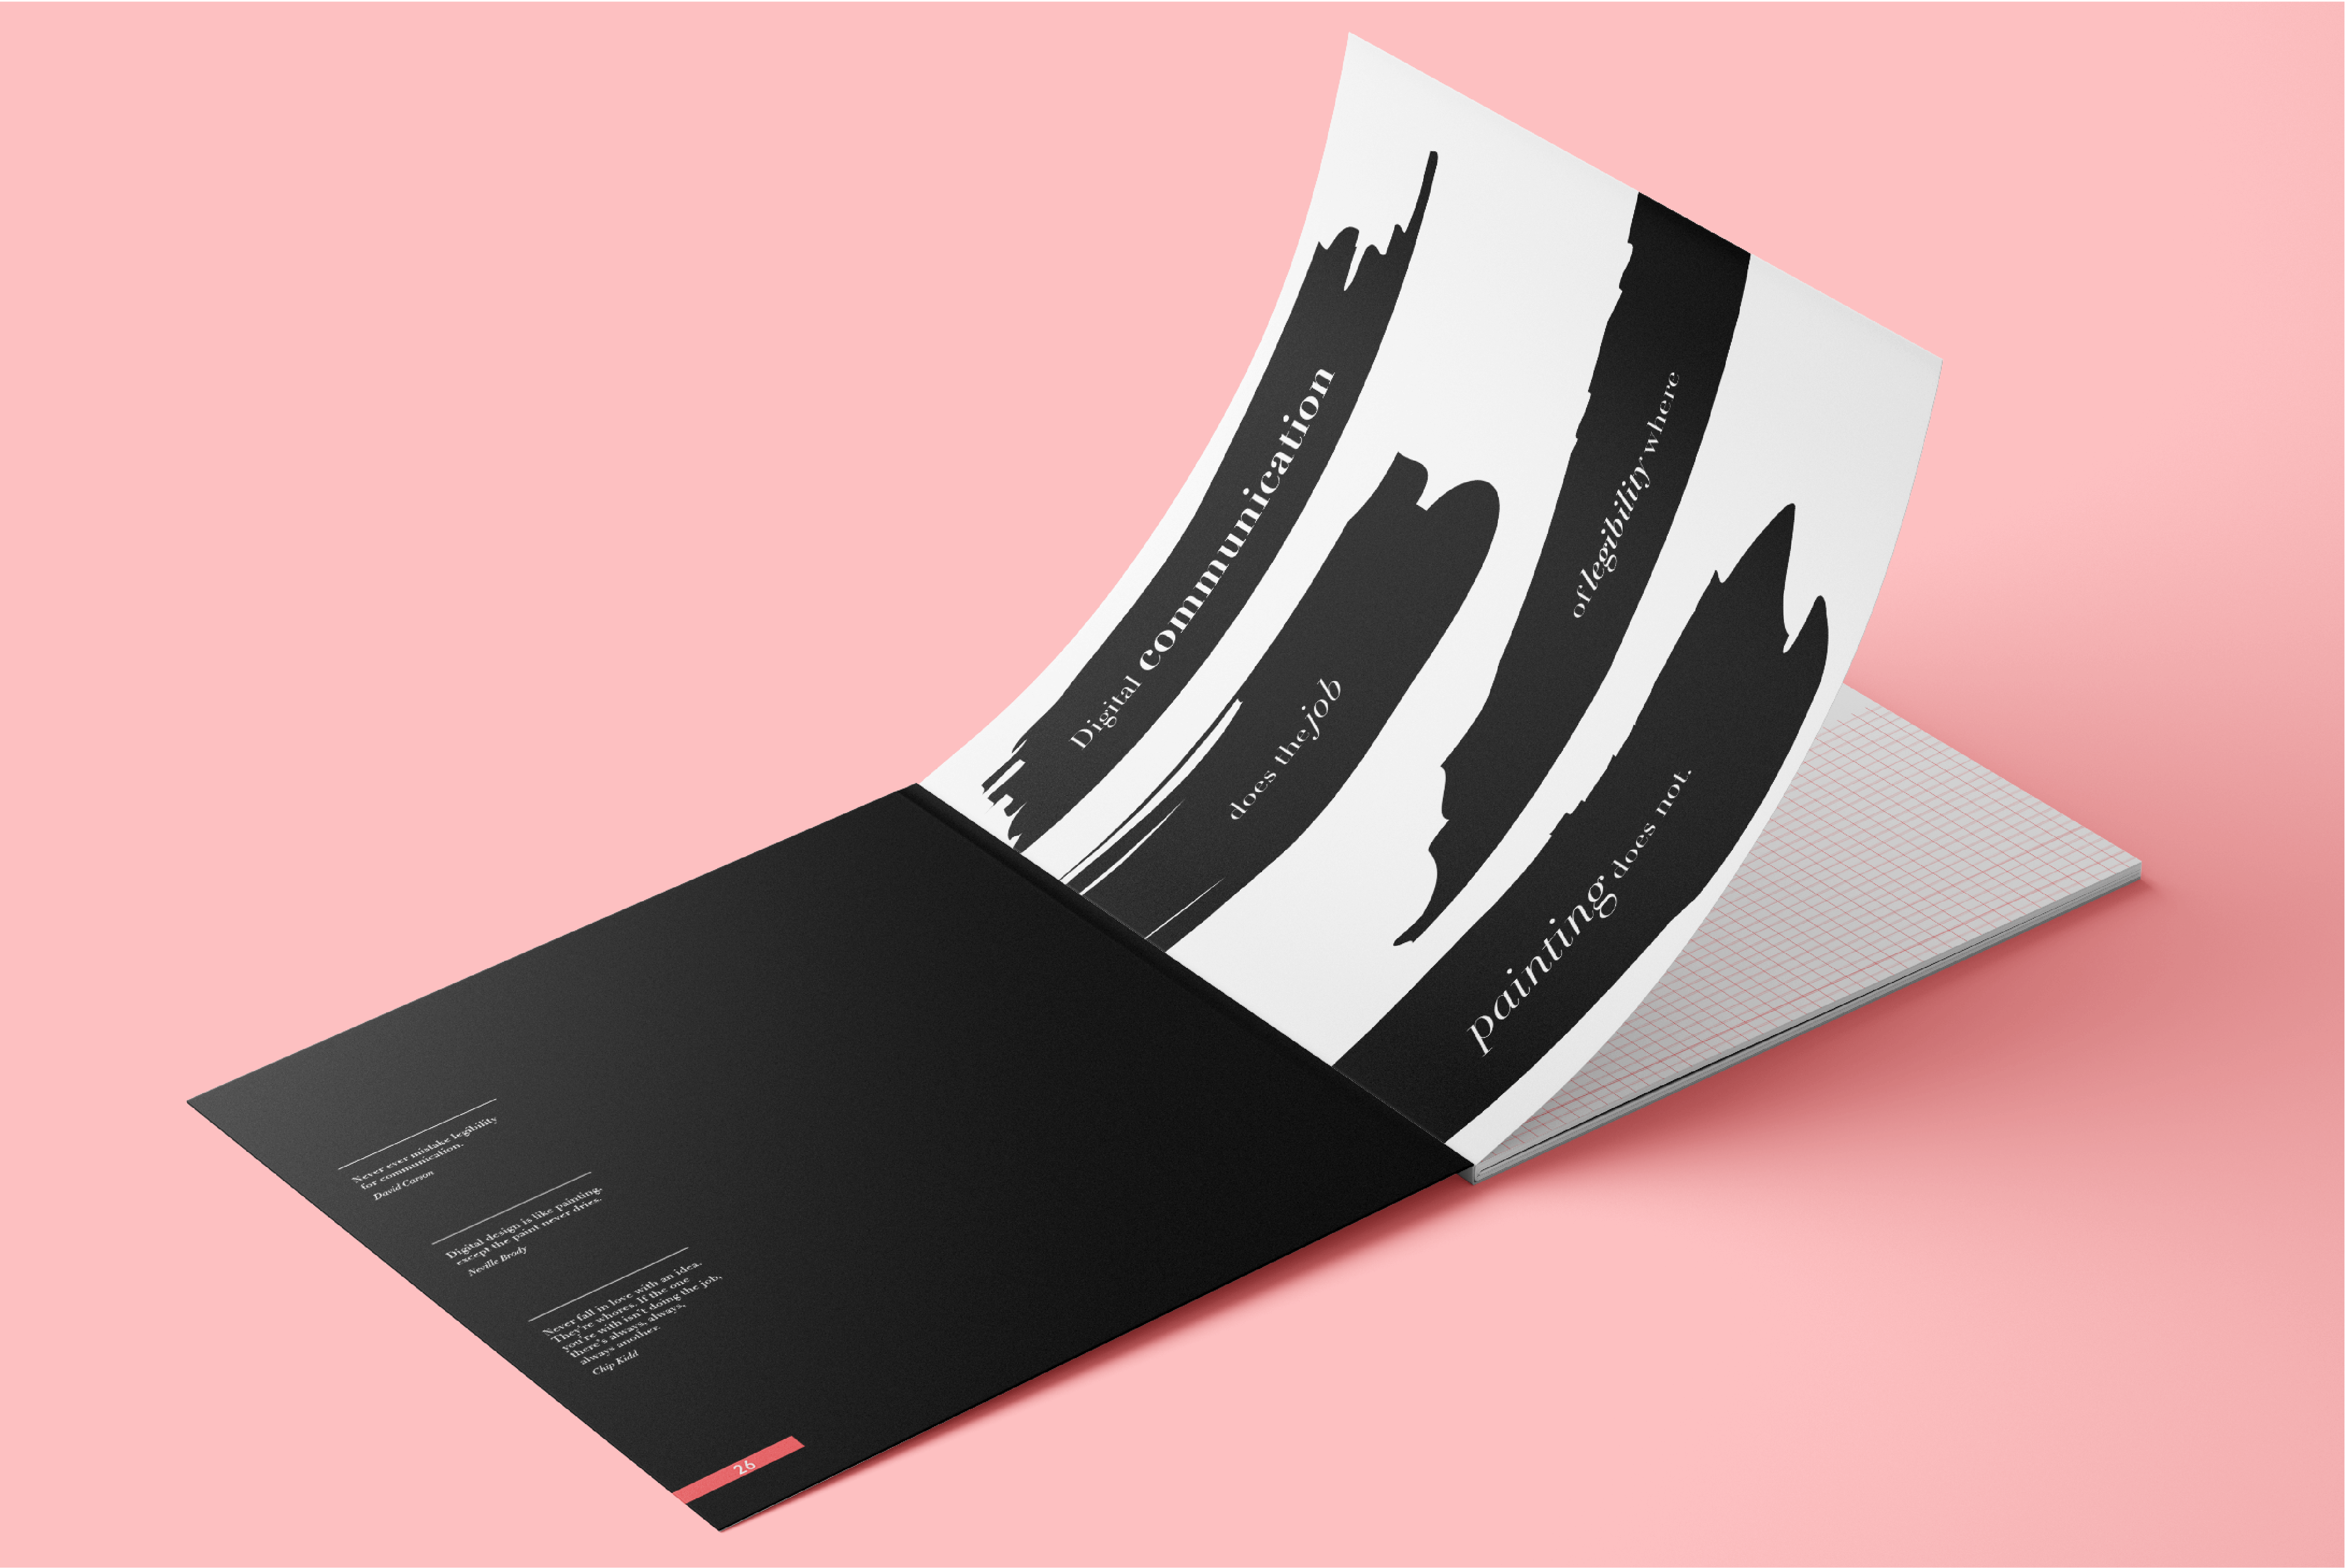 Never ever mistake legibility
for communication.
David Carson
Digital design is like painting,
except the paint never dries.
Neville Brody
Never fall in love with an idea.
They're whores. If the one
you're with isn't doing the job,
there's always, always,
always another.
Chip Kidd
26
Digital communication
does the job
of legibility where
painting does not.